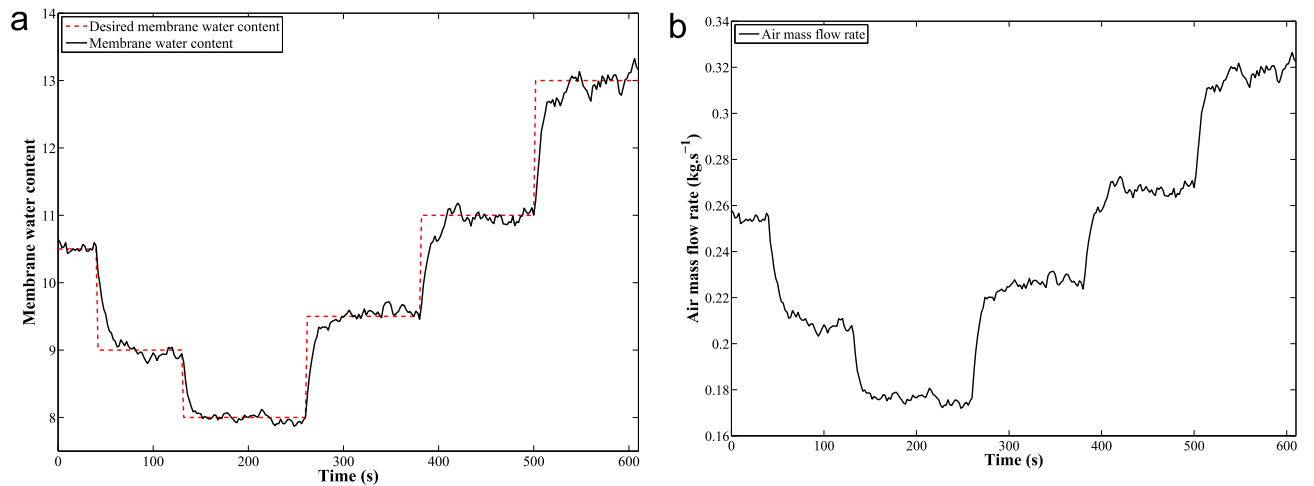 a
Desired membrane water content
Membrane water content
14
13
12
11
10
9
8
0 100 200 300 400 500 600
Membrane water content
Time (s)
b
Air mass flow rate
0.34
0.32
0.3
0.28
0.26
0.24
0.22
0.2
0.18
0.16
0 100 200 300 400 500 600
Air mass flow rate (kg.s⁻¹)
Time (s)